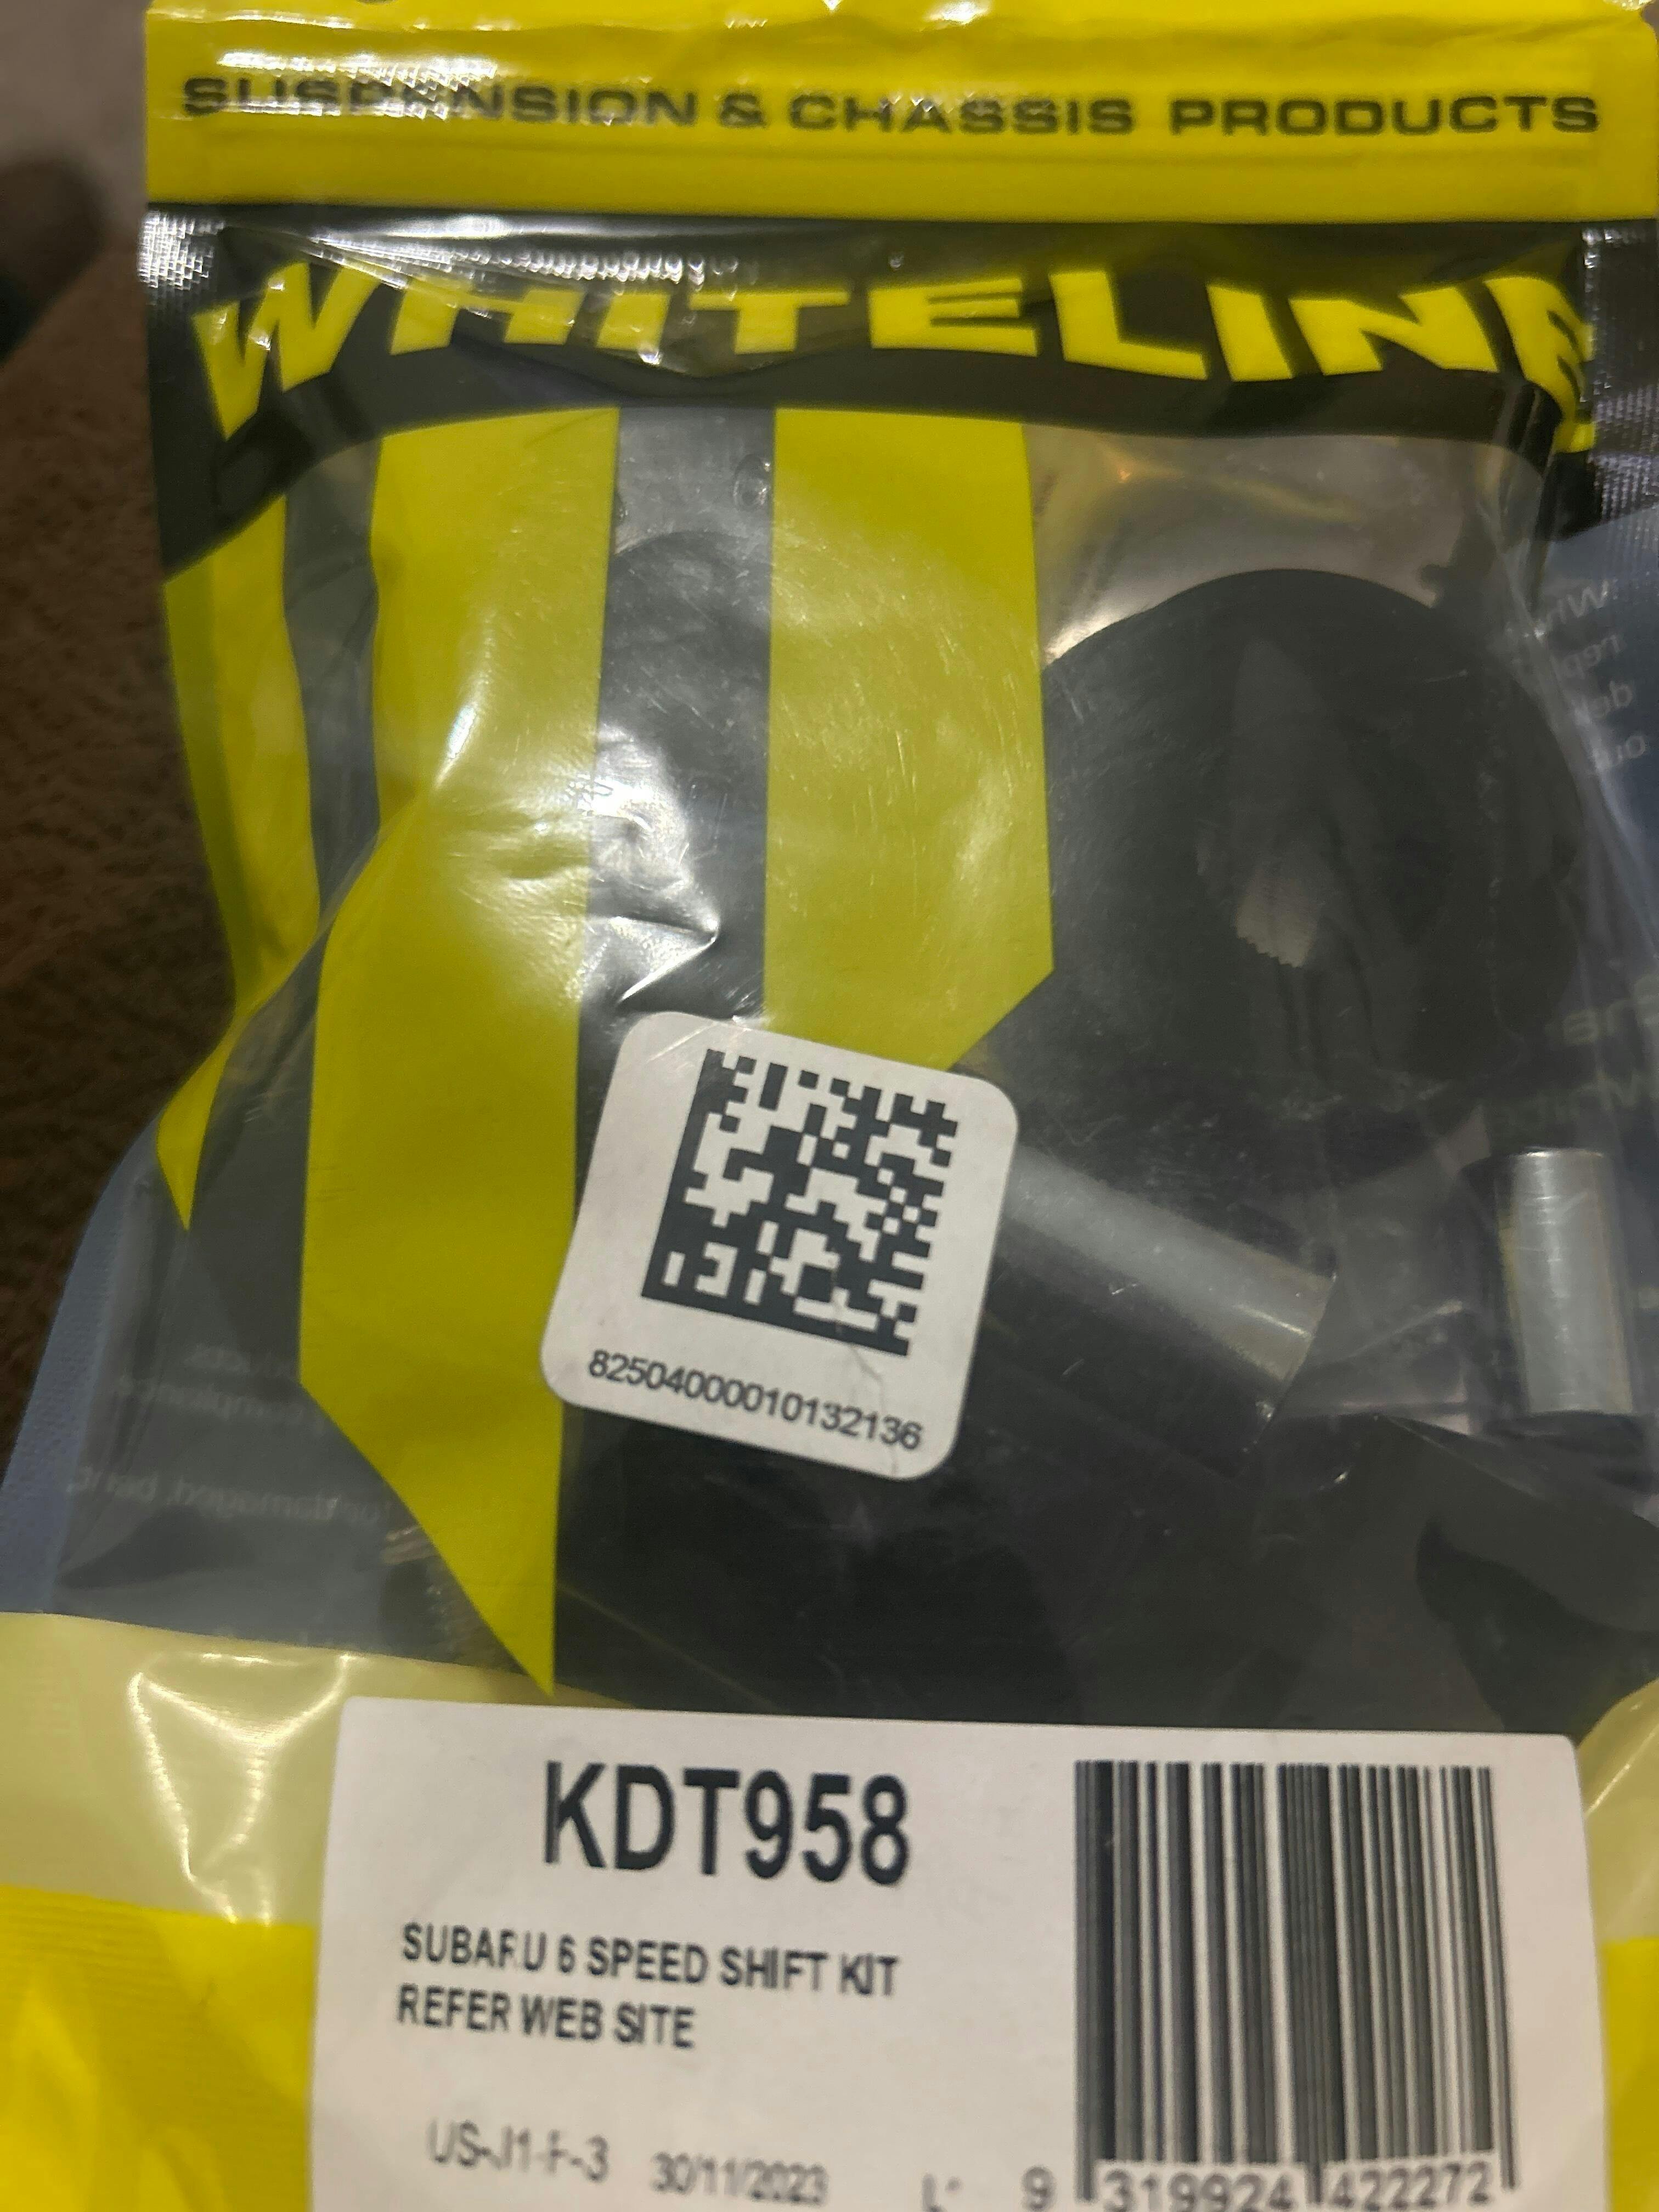 SUSPENSION & CHASSIS PRODUCTS
WHITELINE
82504000010132136
KDT958
SUBARU 6 SPEED SHIFT KIT
REFER WEB SITE
US-J1-F-3 30/11/2023
9 319924 422272